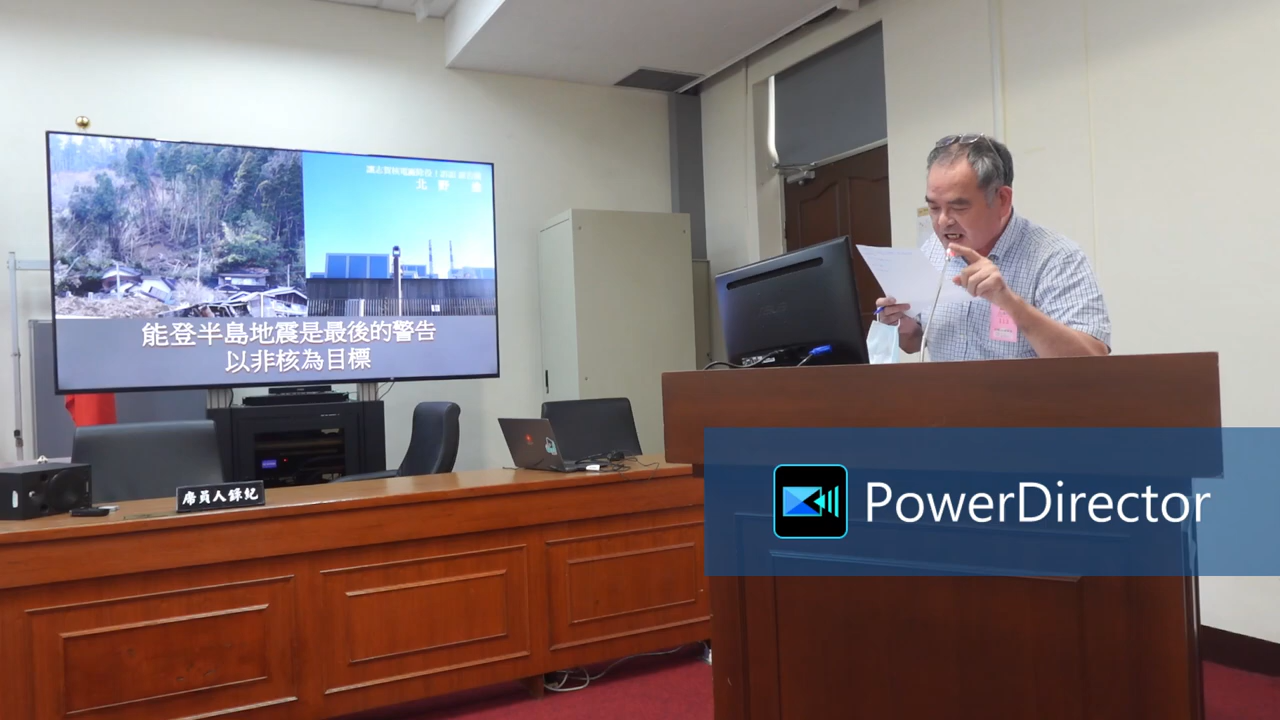 北野
能登半島地震是最後的警告
以非核為目標
席員人錄紀
PowerDirector